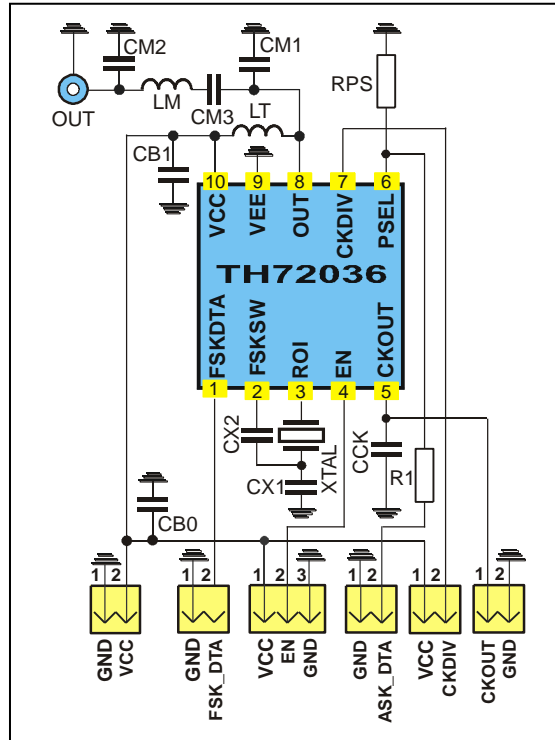 CM2
CM1
RPS
LM
CM3
LT
OUT
CB1
10 9 8 7 6
VCC VEE OUT CKDIV PSEL
TH72036
FSKDTA FSKSW ROI EN CKOUT
1 2 3 4 5
CX2
XTAL
CCK
CX1
R1
CB0
1 2 1 2 1 2 3 1 2 1 2 1 2
GND VCC GND FSK_DTA VCC EN GND GND ASK_DTA VCC CKDIV CKOUT GND